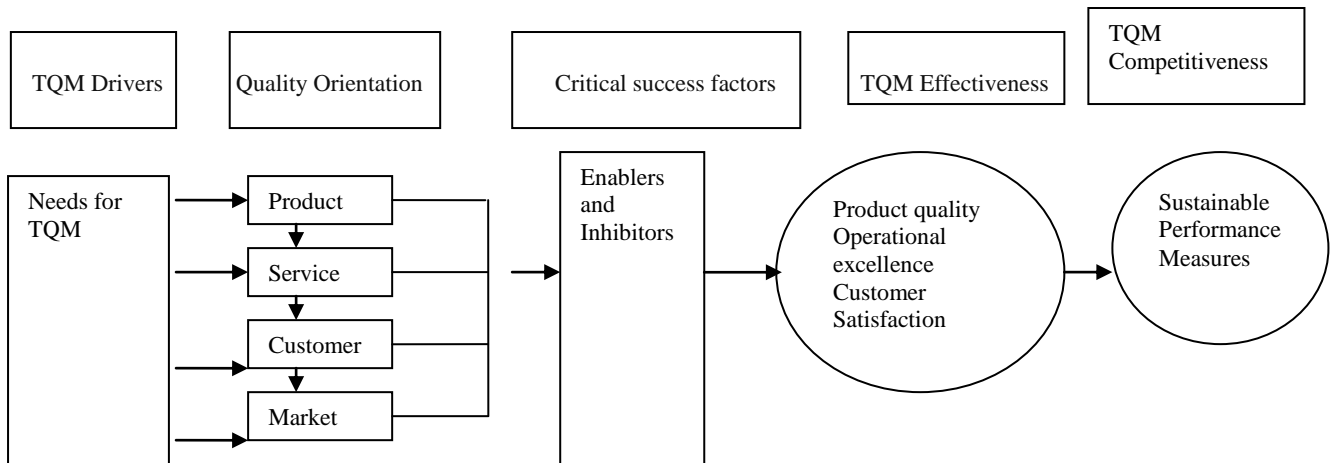 TQM Drivers
Quality Orientation
Critical success factors
TQM Effectiveness
TQM
Competitiveness
Needs for
TQM
Product
Service
Customer
Market
Enablers
and
Inhibitors
Product quality
Operational
excellence
Customer
Satisfaction
Sustainable
Performance
Measures